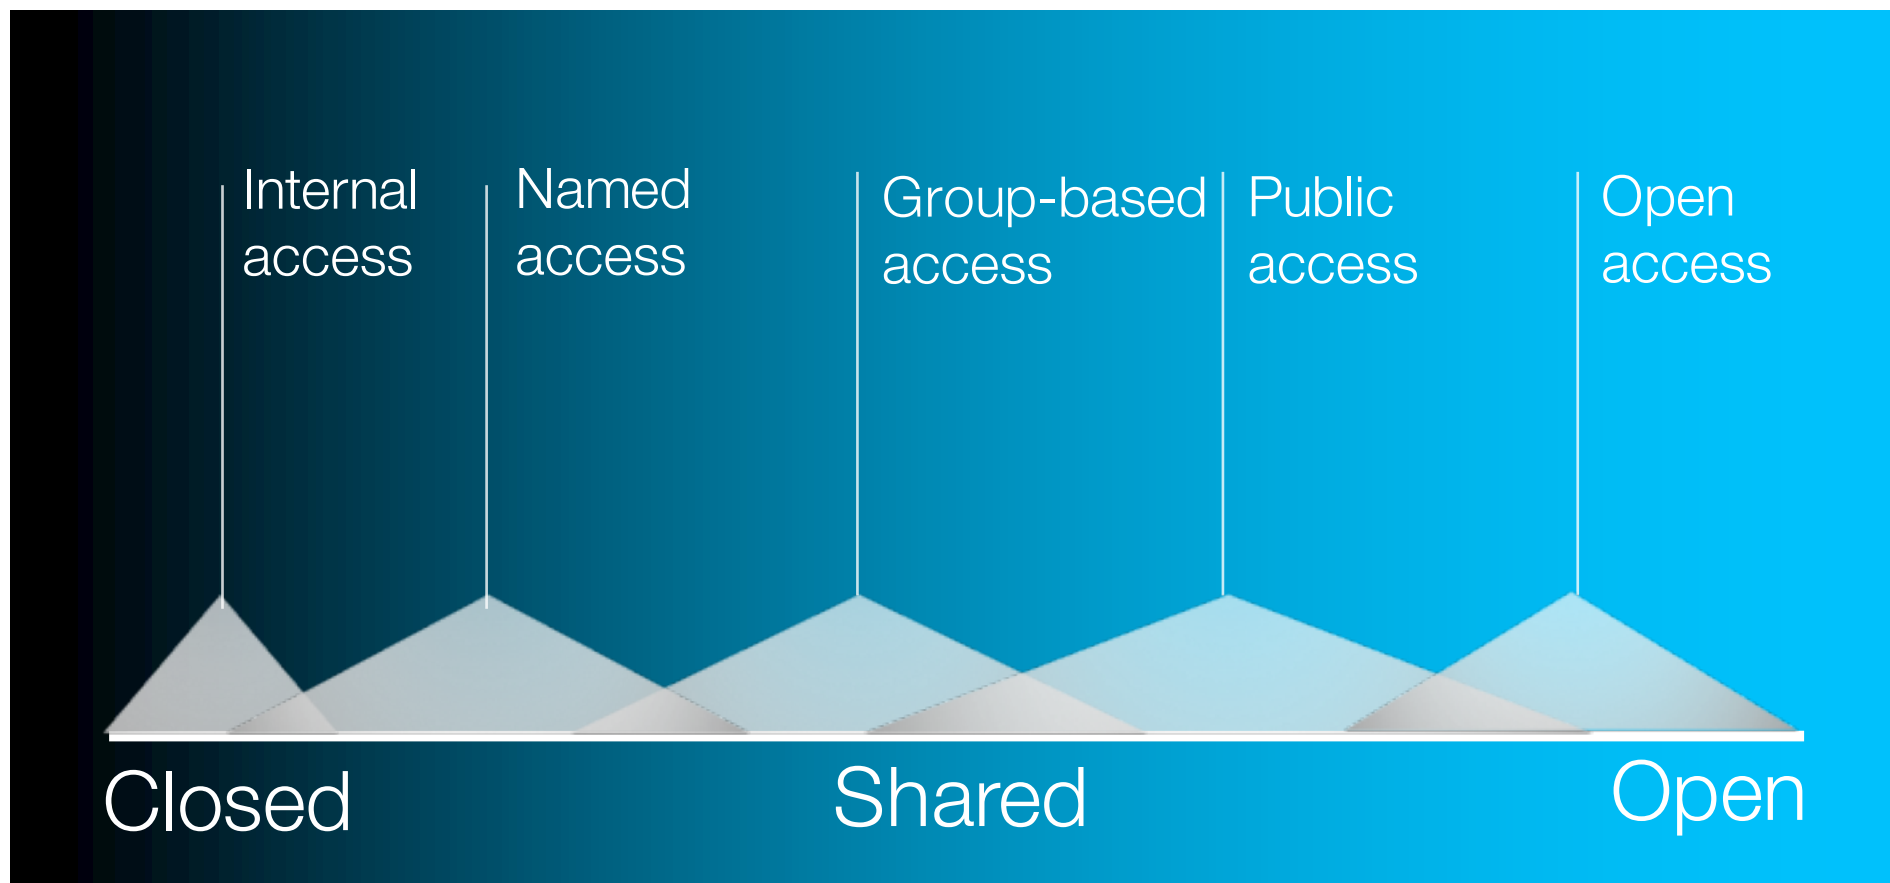 Internal
access
Named
access
Group-based
access
Public
access
Open
access
Closed
Shared
Open